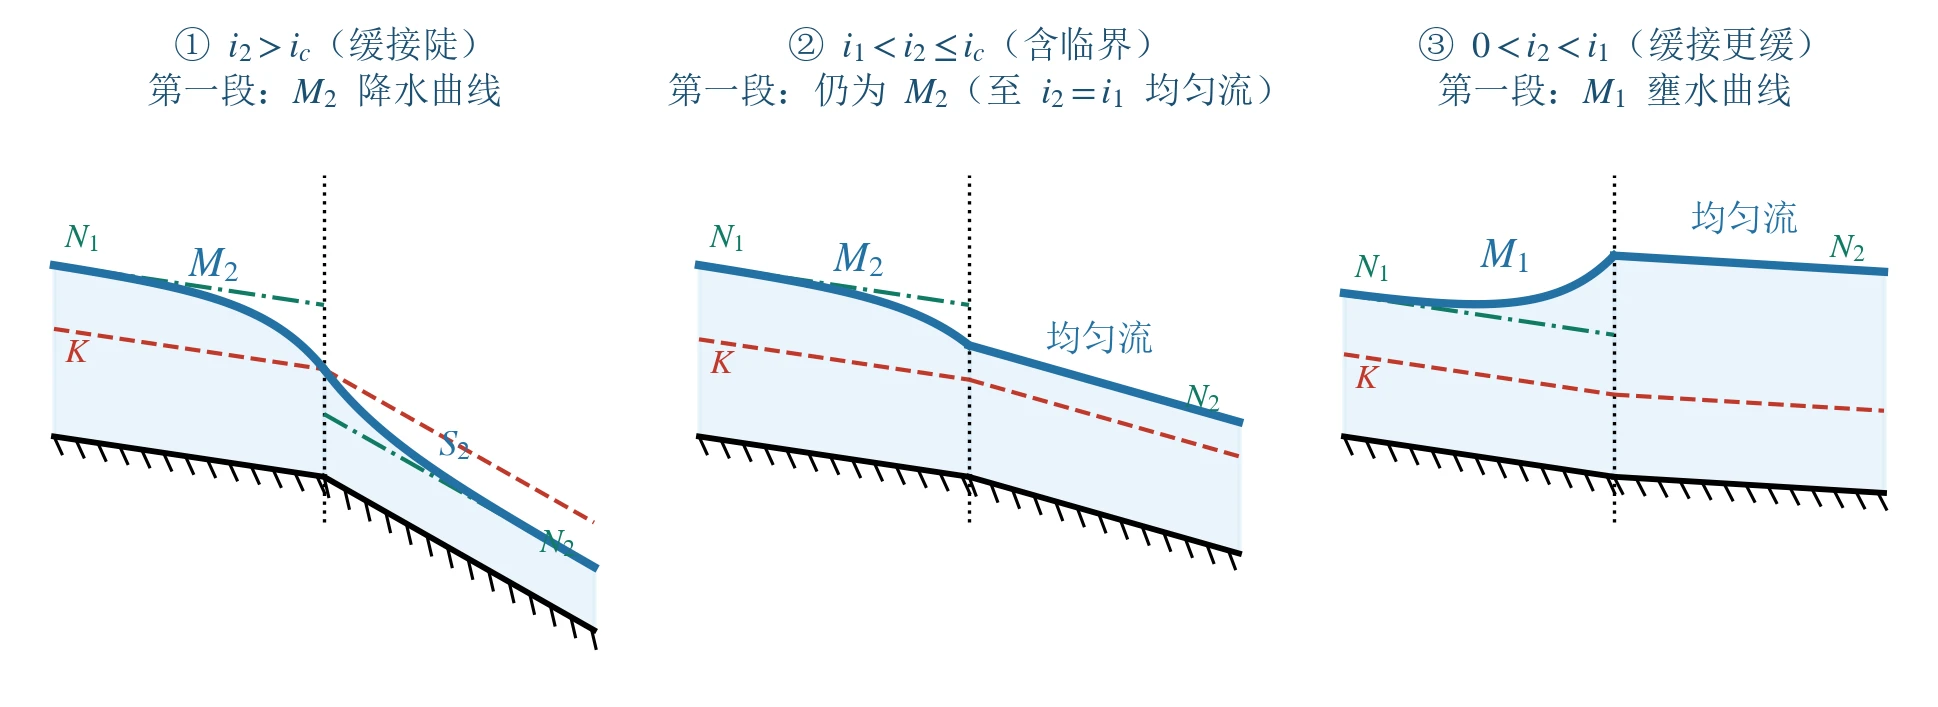 ① i₂ > i_c（缓接陡）
第一段：M₂ 降水曲线
N₁
M₂
K
S₂
N₂
② i₁ < i₂ ≤ i_c（含临界）
第一段：仍为 M₂（至 i₂ = i₁ 均匀流）
N₁
M₂
K
均匀流
N₂
③ 0 < i₂ < i₁（缓接更缓）
第一段：M₁ 壅水曲线
N₁
M₁
K
均匀流
N₂